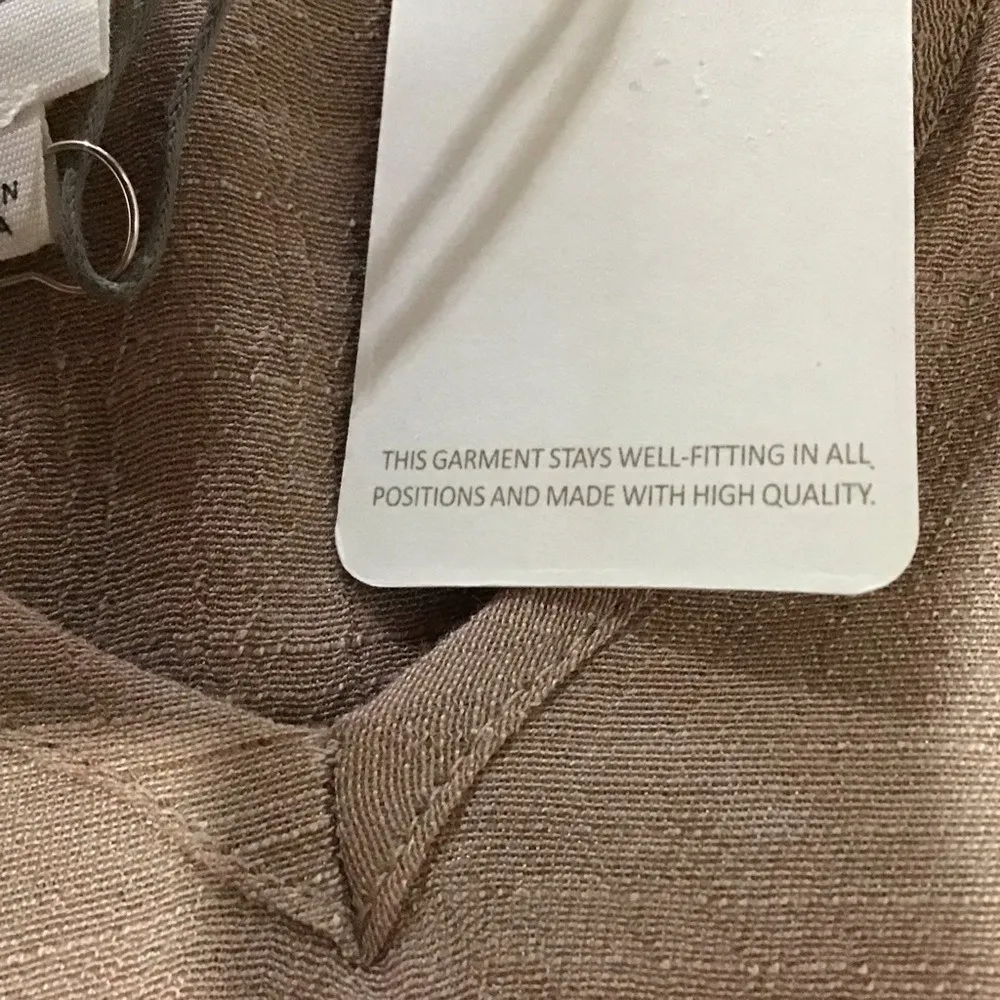 N
A
THIS GARMENT STAYS WELL-FITTING IN ALL
POSITIONS AND MADE WITH HIGH QUALITY.